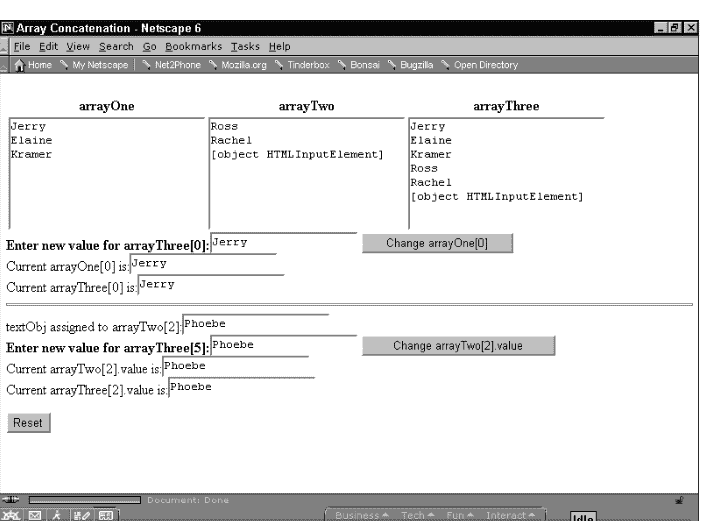 Array Concatenation - Netscape 6
File Edit View Search Go Bookmarks Tasks Help
Home My Netscape Net2Phone Mozilla.org Tinderbox Bonsai Bugzilla Open Directory
arrayOne arrayTwo arrayThree
Jerry Ross Jerry
Elaine Rachel Elaine
Kramer [object HTMLInputElement] Kramer
Ross
Rachel
[object HTMLInputElement]
Enter new value for arrayThree[0]: Jerry Change arrayOne[0]
Current arrayOne[0] is: Jerry
Current arrayThree[0] is: Jerry
textObj assigned to arrayTwo[2]: Phoebe
Enter new value for arrayThree[5]: Phoebe Change arrayTwo[2].value
Current arrayTwo[2].value is: Phoebe
Current arrayThree[2].value is: Phoebe
Reset
Document: Done
Business Tech Fun Interact Idle